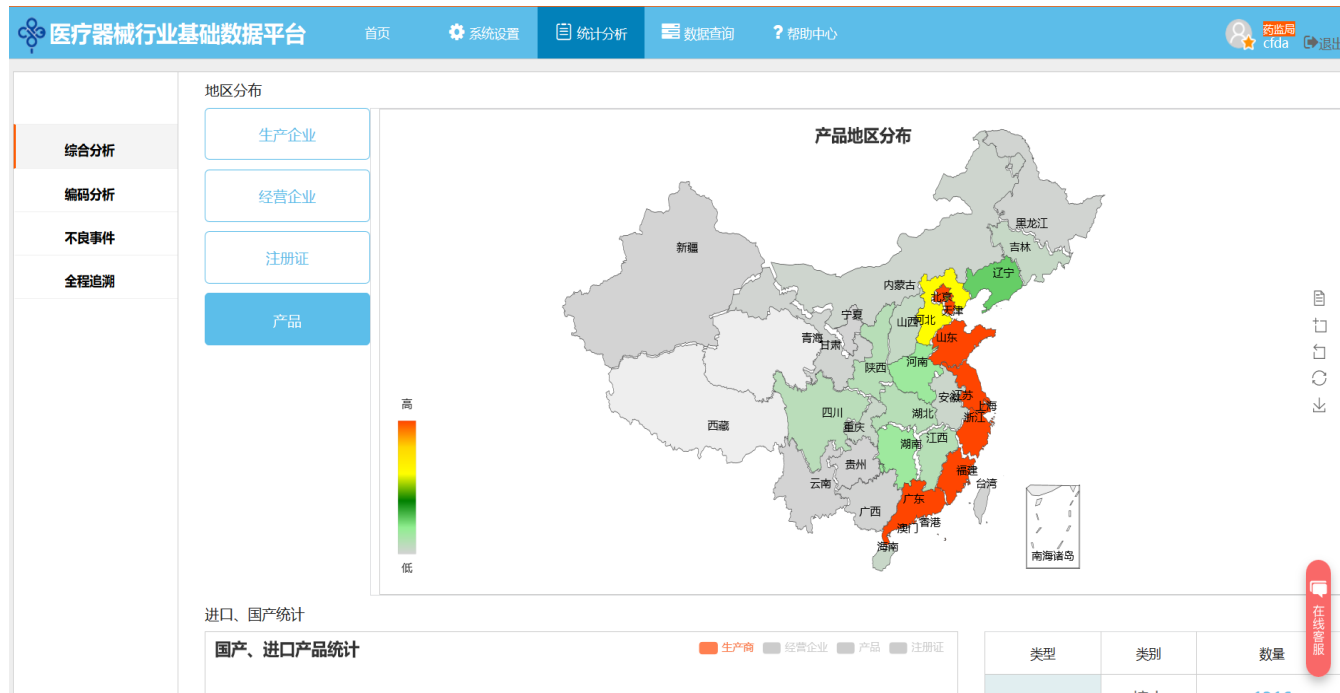 医疗器械行业基础数据平台 首页 系统设置 统计分析 数据查询 ? 帮助中心 药监局
cfda 退出
地区分布
综合分析
编码分析
不良事件
全程追溯
生产企业
经营企业
注册证
产品
产品地区分布
黑龙江
吉林
新疆
辽宁
内蒙古
北京
天津
宁夏
山西
河北
青海
甘肃
山东
陕西
河南
安徽
江苏
上海
四川
湖北
浙江
西藏
重庆
湖南
江西
贵州
福建
云南
台湾
广东
广西
香港
澳门
海南
南海诸岛
高
低
进口、国产统计
国产、进口产品统计 生产商 经营企业 产品 注册证
类型 类别 数量
在线客服